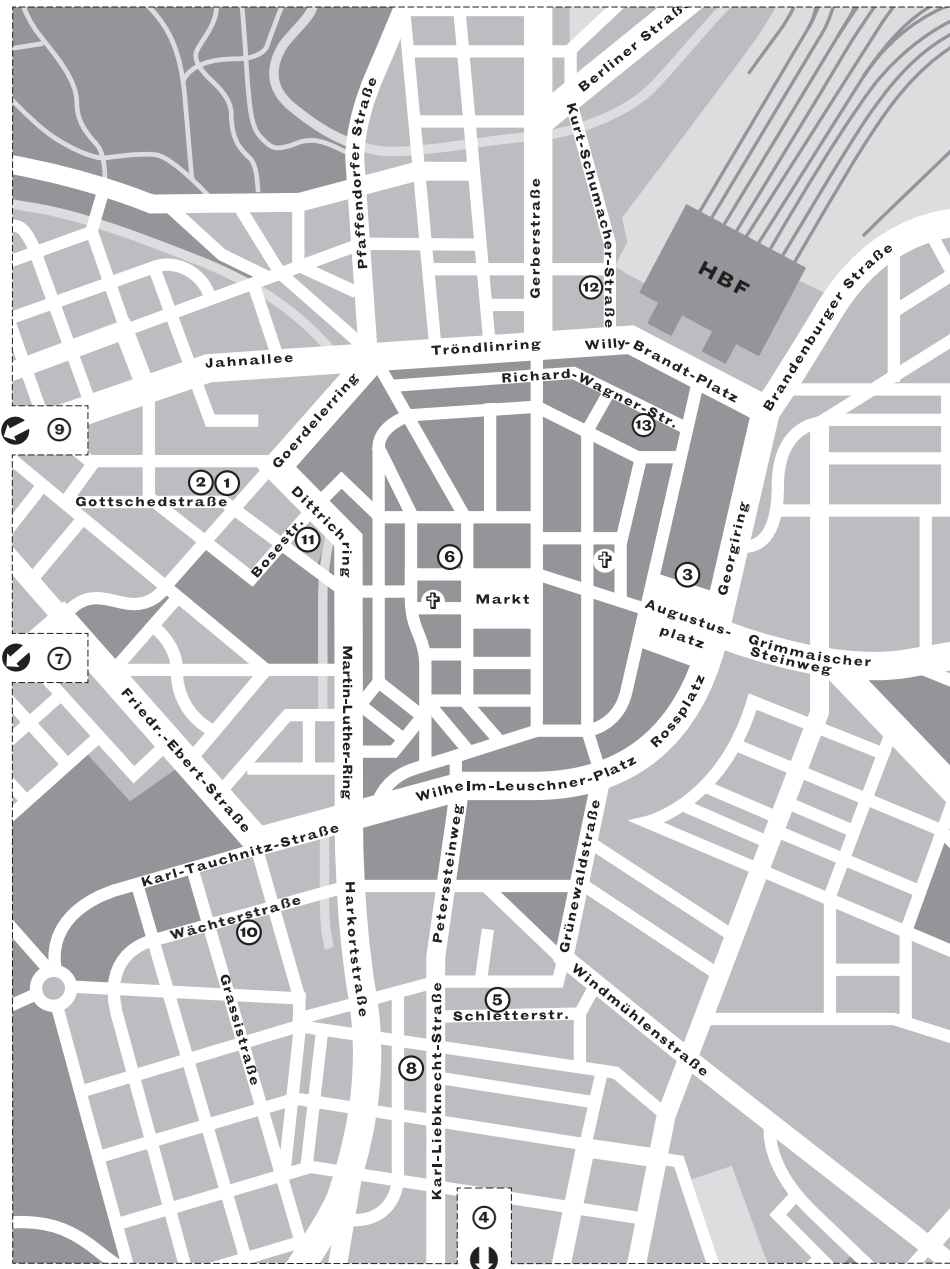 Berliner Straß
Kurt-Schumacher-Straße
Pfaffendorfer Straße
Gerberstraße
HBF
Brandenburger Straße
12
Jahnallee
Tröndlinring
Willy-Brandt-Platz
Richard-Wagner-Str.
13
Goerdelerring
9
2
1
Gottschedstraße
Dittrichring
Bosestr.
11
6
3
Georgiring
Markt
Augustus-
platz
Grimmaischer
Steinweg
7
Martin-Luther-Ring
Friedr.-Ebert-Straße
Rossplatz
Wilhelm-Leuschner-Platz
Karl-Tauchnitz-Straße
Peterssteinweg
Grünewaldstraße
Wächterstraße
10
Harkortstraße
Grassistraße
5
Schletterstr.
Windmühlenstraße
8
Karl-Liebknecht-Straße
4